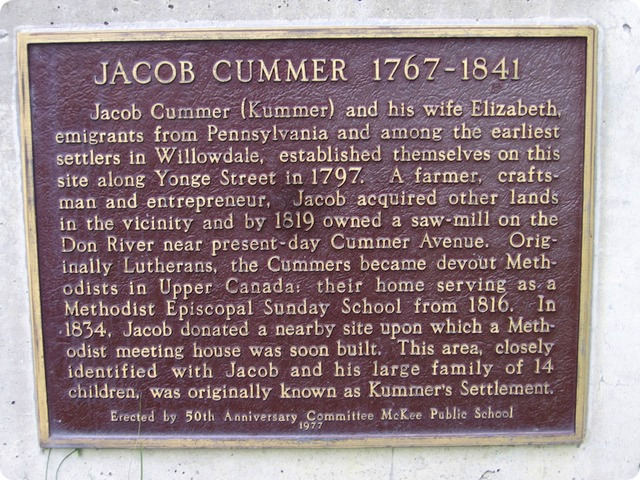 JACOB CUMMER 1767-1841
Jacob Cummer (Kummer) and his wife Elizabeth,
emigrants from Pennsylvania and among the earliest
settlers in Willowdale, established themselves on this
site along Yonge Street in 1797. A farmer, crafts-
man and entrepreneur, Jacob acquired other lands
in the vicinity and by 1819 owned a saw-mill on the
Don River near present-day Cummer Avenue. Orig-
inally Lutherans, the Cummers became devout Meth-
odists in Upper Canada; their home serving as a
Methodist Episcopal Sunday School from 1816. In
1834, Jacob donated a nearby site upon which a Meth-
odist meeting house was soon built. This area, closely
identified with Jacob and his large family of 14
children, was originally known as Kummer's Settlement.
Erected by 50th Anniversary Committee McKee Public School
1977